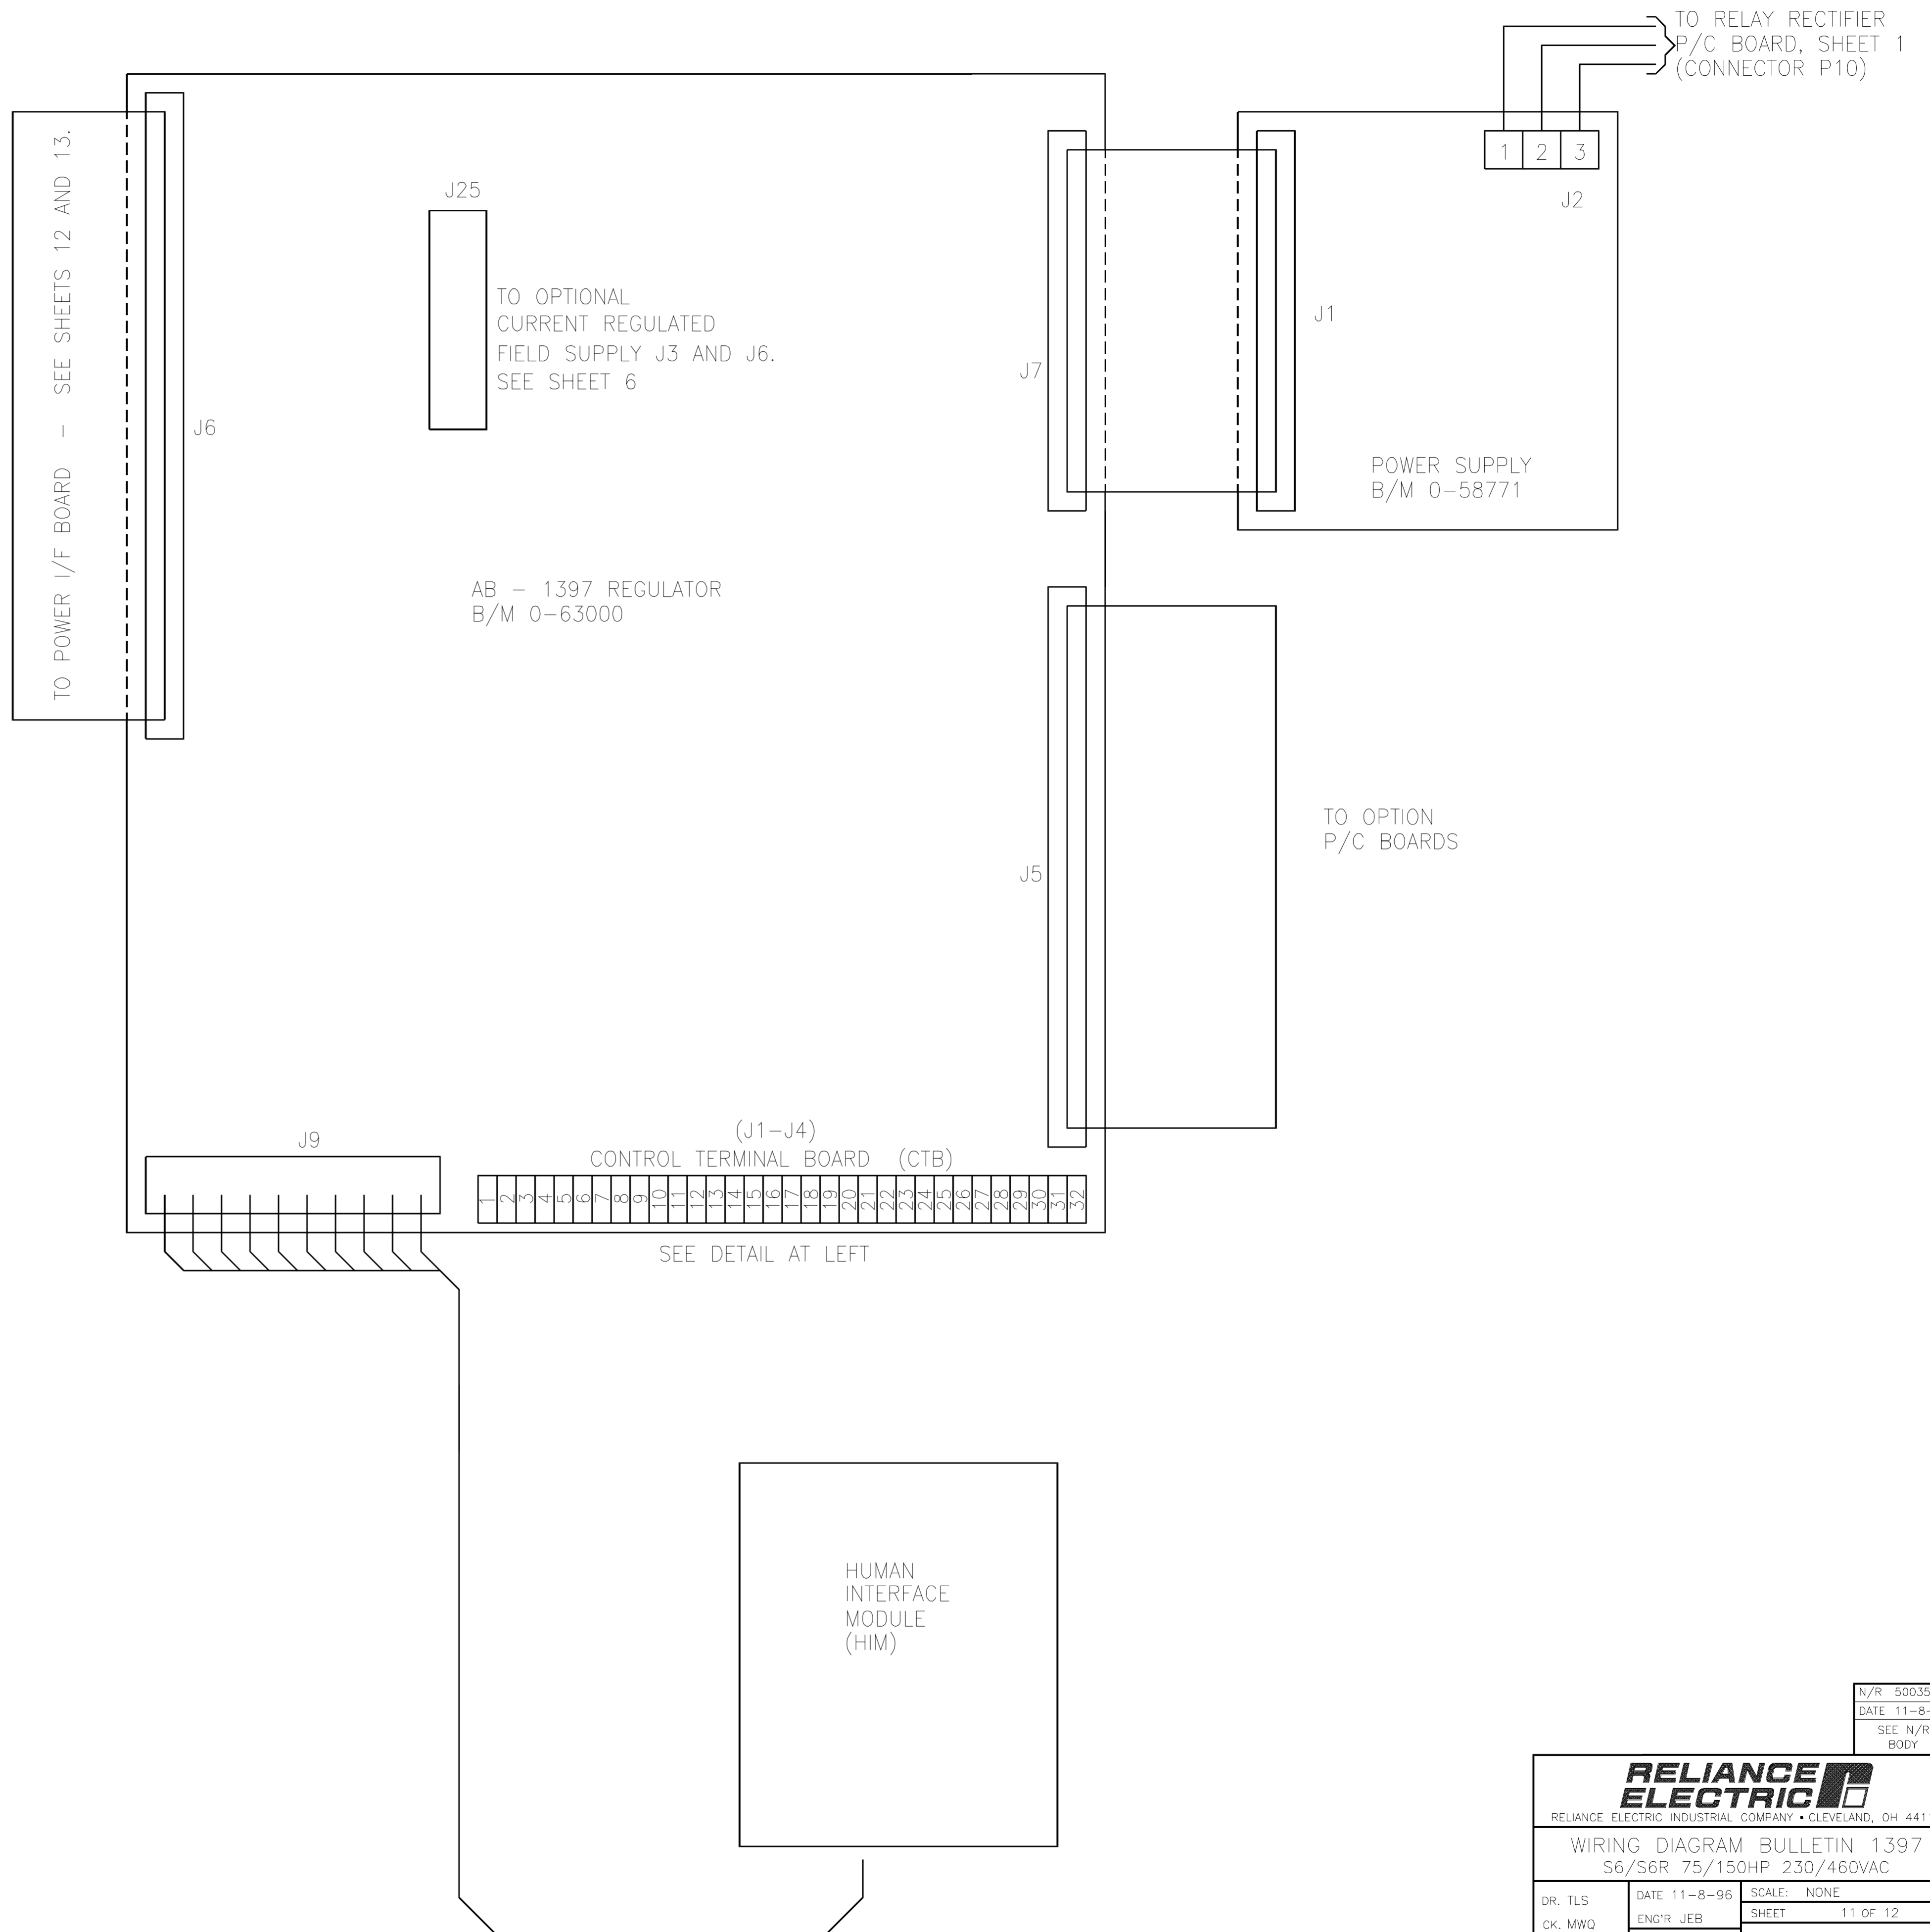 TO RELAY RECTIFIER
P/C BOARD, SHEET 1
(CONNECTOR P10)
1 2 3
J2
TO POWER I/F BOARD - SEE SHEETS 12 AND 13.
J6
J25
TO OPTIONAL
CURRENT REGULATED
FIELD SUPPLY J3 AND J6.
SEE SHEET 6
J7
J1
POWER SUPPLY
B/M 0-58771
AB - 1397 REGULATOR
B/M 0-63000
J5
TO OPTION
P/C BOARDS
J9
(J1-J4)
CONTROL TERMINAL BOARD (CTB)
1 2 3 4 5 6 7 8 9 10 11 12 13 14 15 16 17 18 19 20 21 22 23 24 25 26 27 28 29 30 31 32
SEE DETAIL AT LEFT
HUMAN
INTERFACE
MODULE
(HIM)
N/R 50035
DATE 11-8-
SEE N/R
BODY
RELIANCE
ELECTRIC
RELIANCE ELECTRIC INDUSTRIAL COMPANY • CLEVELAND, OH 441
WIRING DIAGRAM BULLETIN 1397
S6/S6R 75/150HP 230/460VAC
DR. TLS
DATE 11-8-96
SCALE: NONE
CK. MWQ
ENG'R JEB
SHEET 11 OF 12